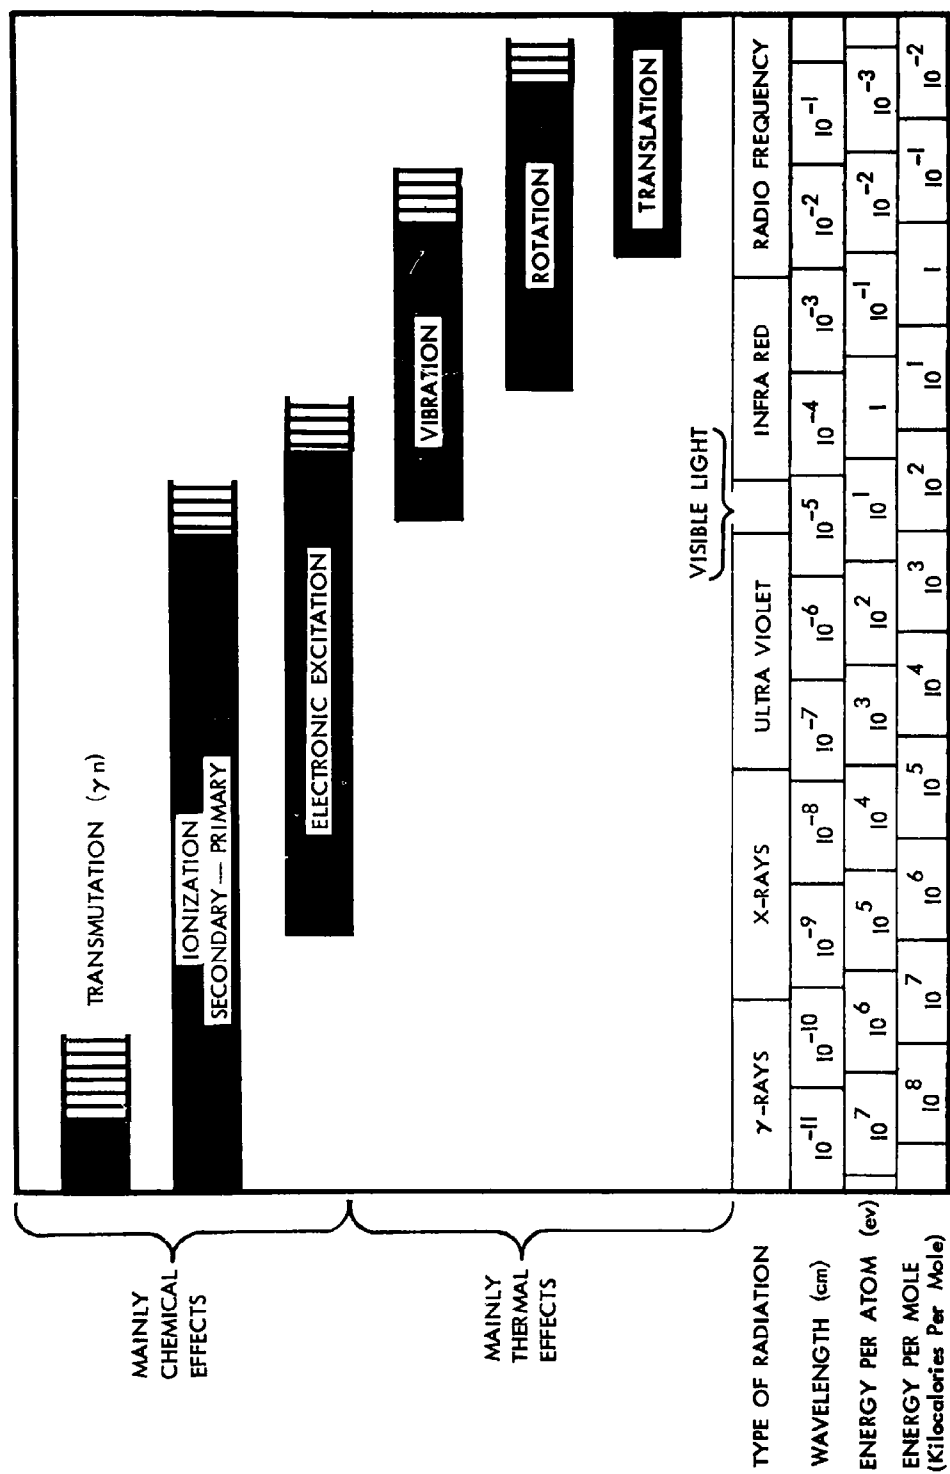 MAINLY
CHEMICAL
EFFECTS
TRANSMUTATION (γn)
IONIZATION
SECONDARY — PRIMARY
ELECTRONIC EXCITATION
MAINLY
THERMAL
EFFECTS
VIBRATION
ROTATION
TRANSLATION
VISIBLE LIGHT
TYPE OF RADIATION γ-RAYS X-RAYS ULTRA VIOLET INFRA RED RADIO FREQUENCY
WAVELENGTH (cm) 10⁻¹¹ 10⁻¹⁰ 10⁻⁹ 10⁻⁸ 10⁻⁷ 10⁻⁶ 10⁻⁵ 10⁻⁴ 10⁻³ 10⁻² 10⁻¹
ENERGY PER ATOM (ev) 10⁷ 10⁶ 10⁵ 10⁴ 10³ 10² 10¹ 1 10⁻¹ 10⁻² 10⁻³
ENERGY PER MOLE 10⁸ 10⁷ 10⁶ 10⁵ 10⁴ 10³ 10² 10¹ 1 10⁻¹ 10⁻²
(Kilocalories Per Mole)